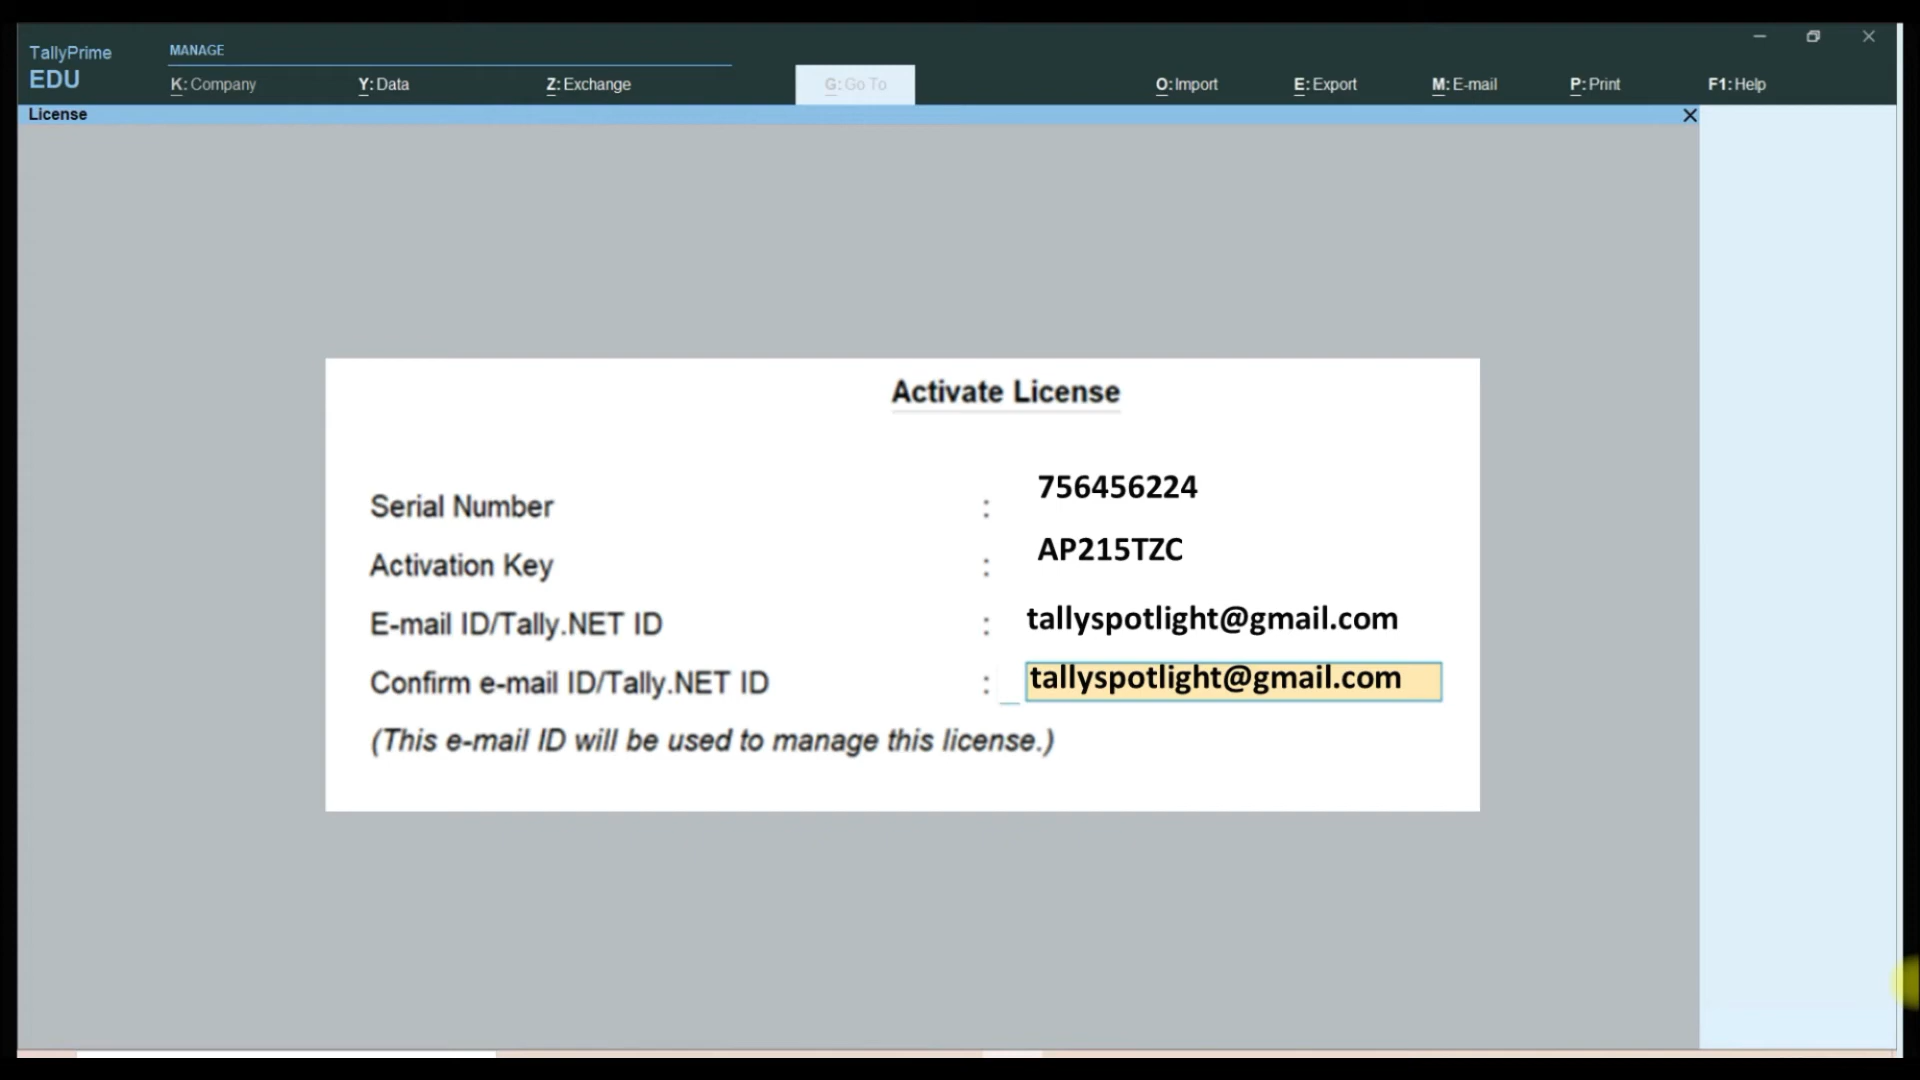 TallyPrime
EDU
MANAGE
K: Company
Y: Data
Z: Exchange
G: Go To
O: Import
E: Export
M: E-mail
P: Print
F1: Help
License
Activate License
Serial Number : 756456224
Activation Key : AP215TZC
E-mail ID/Tally.NET ID : tallyspotlight@gmail.com
Confirm e-mail ID/Tally.NET ID : tallyspotlight@gmail.com
(This e-mail ID will be used to manage this license.)